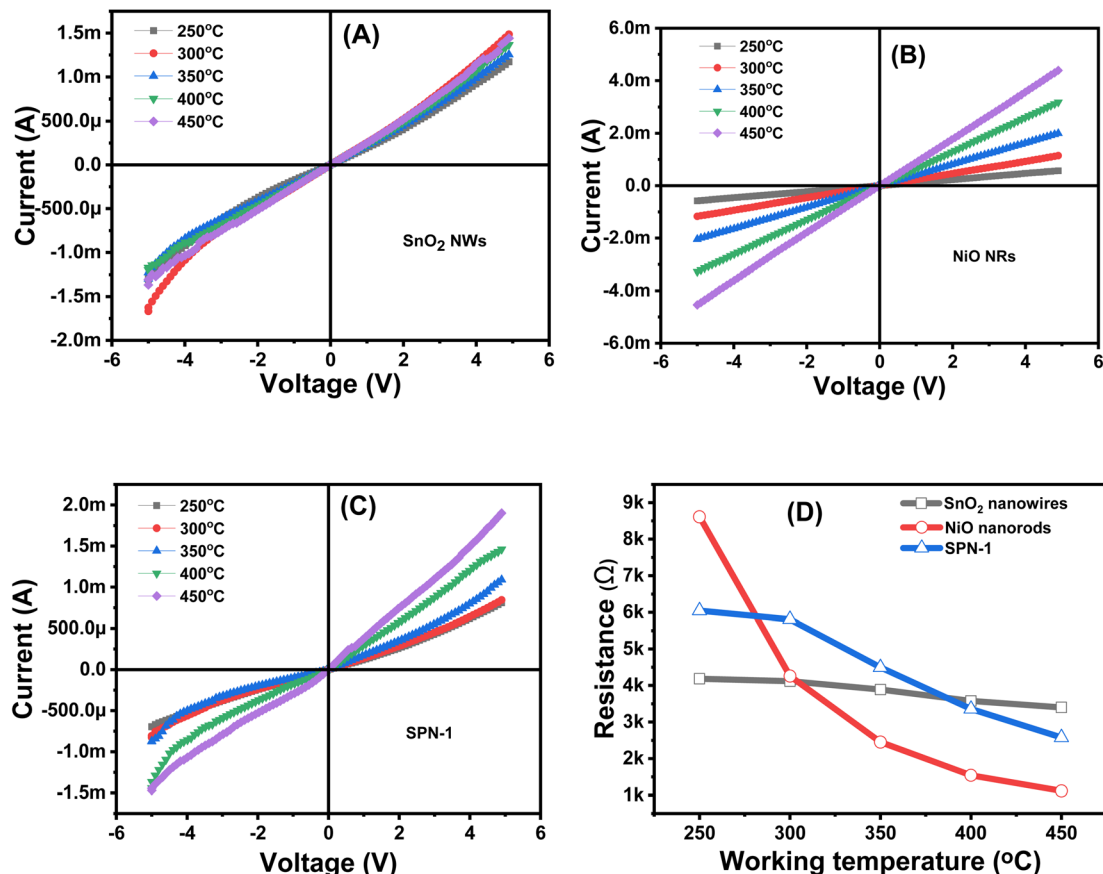 (A)
250°C
300°C
350°C
400°C
450°C
SnO₂ NWs
1.5m
1.0m
500.0µ
0.0
-500.0µ
-1.0m
-1.5m
-2.0m
-6 -4 -2 0 2 4 6
Current (A)
Voltage (V)
(B)
250°C
300°C
350°C
400°C
450°C
NiO NRs
6.0m
4.0m
2.0m
0.0
-2.0m
-4.0m
-6.0m
-6 -4 -2 0 2 4 6
Current (A)
Voltage (V)
(C)
250°C
300°C
350°C
400°C
450°C
SPN-1
2.0m
1.5m
1.0m
500.0µ
0.0
-500.0µ
-1.0m
-1.5m
-6 -4 -2 0 2 4 6
Current (A)
Voltage (V)
(D)
SnO₂ nanowires
NiO nanorods
SPN-1
9k
8k
7k
6k
5k
4k
3k
2k
1k
250 300 350 400 450
Resistance (Ω)
Working temperature (°C)